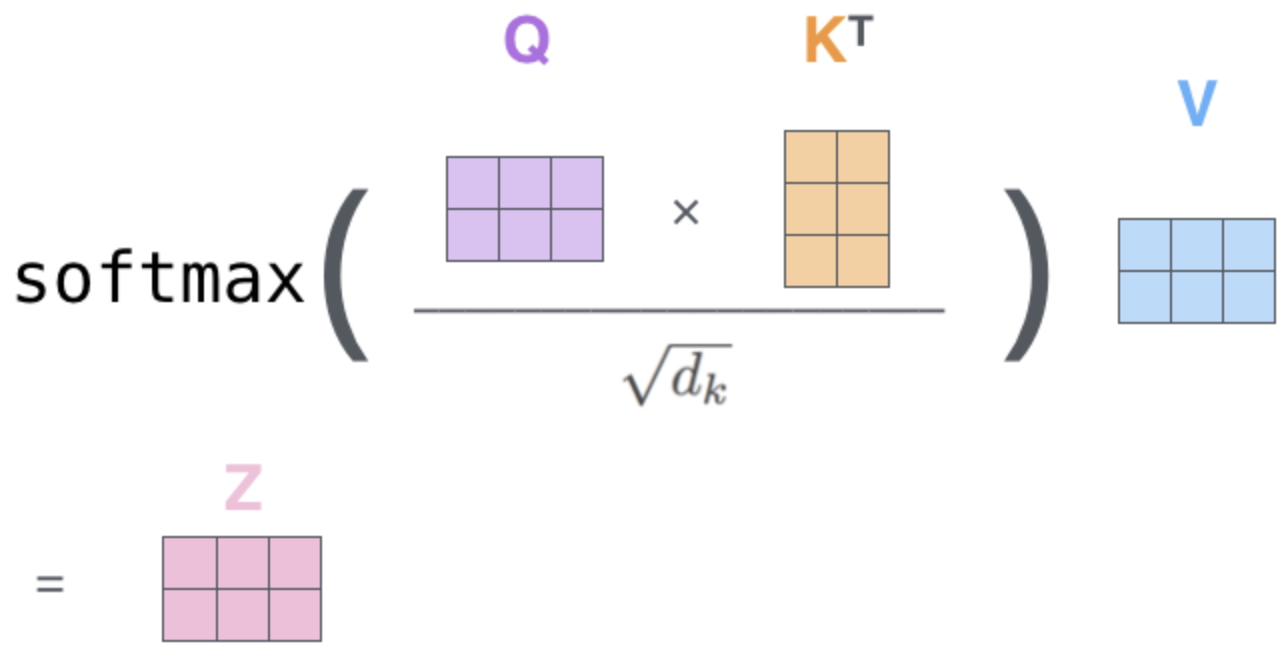 Q K^T
V
softmax( × )
√d_k
Z
=